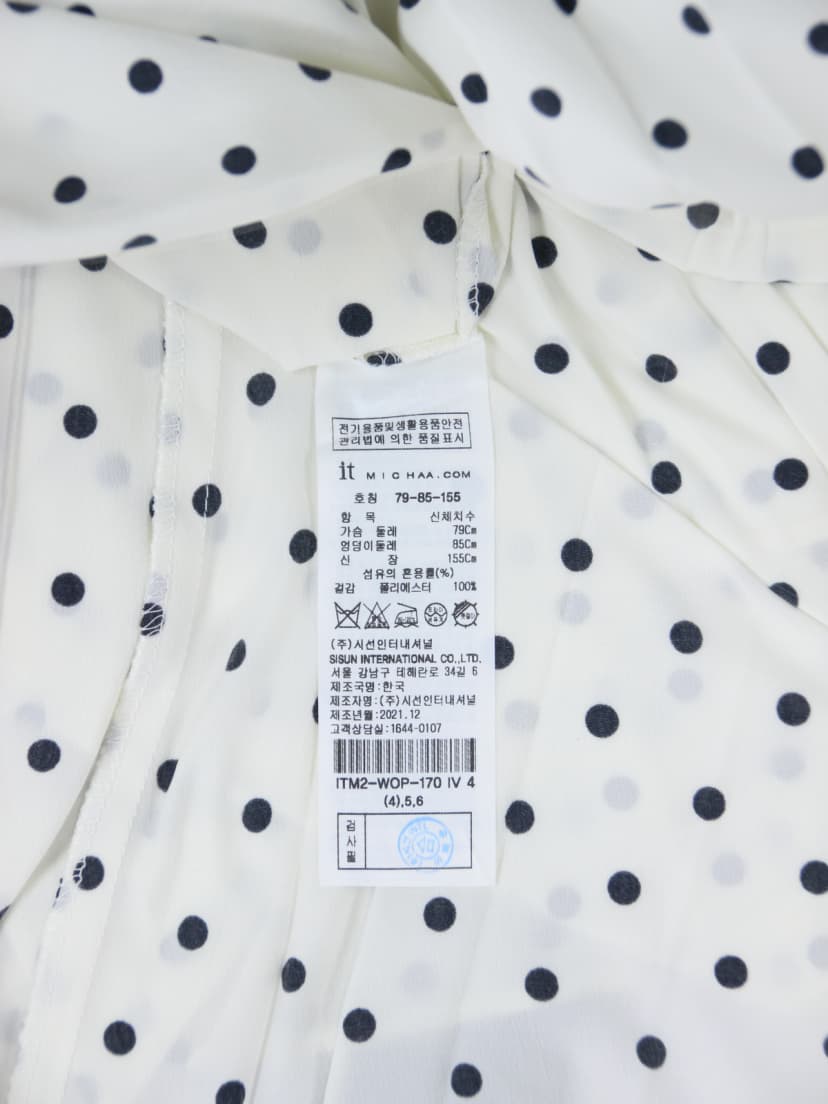 전기용품및생활용품안전
관리법에 의한 품질표시
it MICHAA.COM
호칭 79-85-155
항 목 신체치수
가슴 둘레 79Cm
엉덩이둘레 85Cm
신 장 155Cm
섬유의 혼용률(%)
겉감 폴리에스터 100%
(주)시선인터내셔널
SISUN INTERNATIONAL CO.,LTD.
서울 강남구 테헤란로 34길 6
제조국명:한국
제조자명:(주)시선인터내셔널
제조년월:2021.12
고객상담실:1644-0107
ITM2-WOP-170 IV 4
(4),5,6
검사필